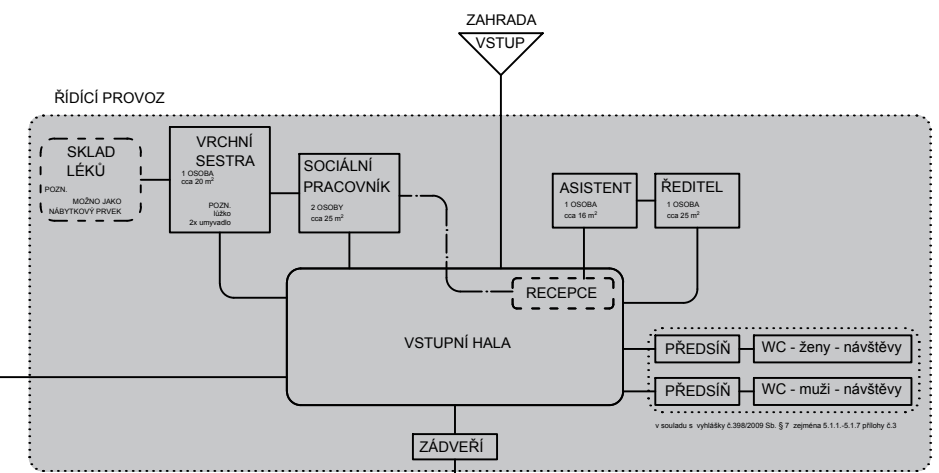 ZAHRADA
VSTUP
ŘÍDÍCÍ PROVOZ
SKLAD
LÉKŮ
POZN.
MOŽNO JAKO
NÁBYTKOVÝ PRVEK
VRCHNÍ
SESTRA
1 OSOBA
cca 20 m²
POZN.
lúžko
2x umyvadlo
SOCIÁLNÍ
PRACOVNÍK
2 OSOBY
cca 25 m²
ASISTENT
1 OSOBA
cca 16 m²
ŘEDITEL
1 OSOBA
cca 25 m²
RECEPCE
VSTUPNÍ HALA
PŘEDSÍŇ
WC - ženy - návštěvy
PŘEDSÍŇ
WC - muži - návštěvy
v souladu s vyhlášky č.398/2009 Sb. § 7 zejména 5.1.1.-5.1.7 přílohy č.3
ZÁDVEŘÍ